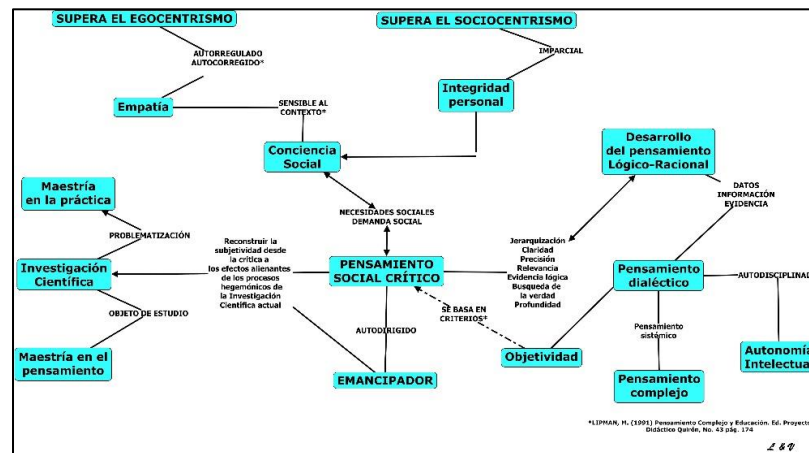 SUPERA EL EGOCENTRISMO
SUPERA EL SOCIOCENTRISMO
AUTORREGULADO
AUTOCORREGIDO*
IMPARCIAL
Empatía
SENSIBLE AL
CONTEXTO*
Integridad
personal
Conciencia
Social
Desarrollo
del pensamiento
Lógico-Racional
Maestría
en la práctica
DATOS
INFORMACIÓN
EVIDENCIA
NECESIDADES SOCIALES
DEMANDA SOCIAL
PROBLEMATIZACIÓN
Reconstruir la
subjetividad desde
la crítica a
los efectos alienantes
de los procesos
hegemónicos de
la Investigación
Científica actual
Jerarquización
Claridad
Precisión
Relevancia
Evidencia lógica
Busqueda de
la verdad
Profundidad
Investigación
Científica
PENSAMIENTO
SOCIAL CRÍTICO
Pensamiento
dialéctico
AUTODISCIPLINAD
OBJETO DE ESTUDIO
SE BASA EN
CRITERIOS*
AUTODIRIGIDO
Pensamiento
sistémico
Maestría en el
pensamiento
EMANCIPADOR
Objetividad
Autonomía
Intelectual
Pensamiento
complejo
*LIPMAN, M. (1991) Pensamiento Complejo y Educación. Ed. Proyecto
Didáctico Quirón, No. 43 pág. 174
L & V